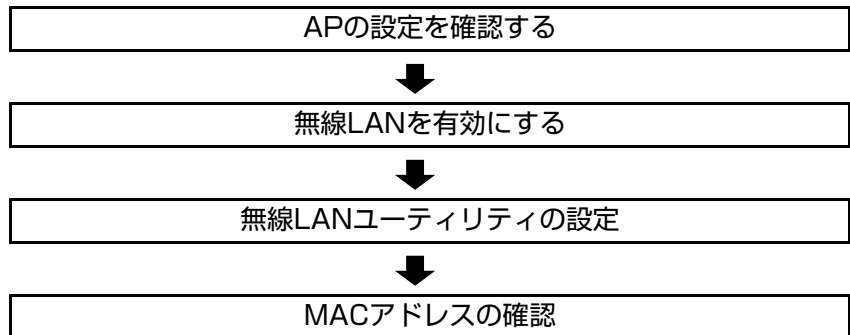 APの設定を確認する
無線LANを有効にする
無線LANユーティリティの設定
MACアドレスの確認